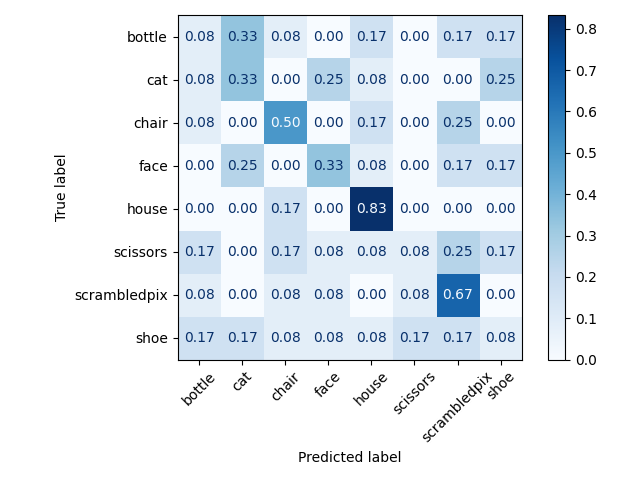 bottle 0.08 0.33 0.08 0.00 0.17 0.00 0.17 0.17
cat 0.08 0.33 0.00 0.25 0.08 0.00 0.00 0.25
chair 0.08 0.00 0.50 0.00 0.17 0.00 0.25 0.00
face 0.00 0.25 0.00 0.33 0.08 0.00 0.17 0.17
house 0.00 0.00 0.17 0.00 0.83 0.00 0.00 0.00
scissors 0.17 0.00 0.17 0.08 0.08 0.08 0.25 0.17
scrambledpix 0.08 0.00 0.08 0.08 0.00 0.08 0.67 0.00
shoe 0.17 0.17 0.08 0.08 0.08 0.17 0.17 0.08
bottle cat chair face house scissors scrambledpix shoe
Predicted label
True label
0.8
0.7
0.6
0.5
0.4
0.3
0.2
0.1
0.0